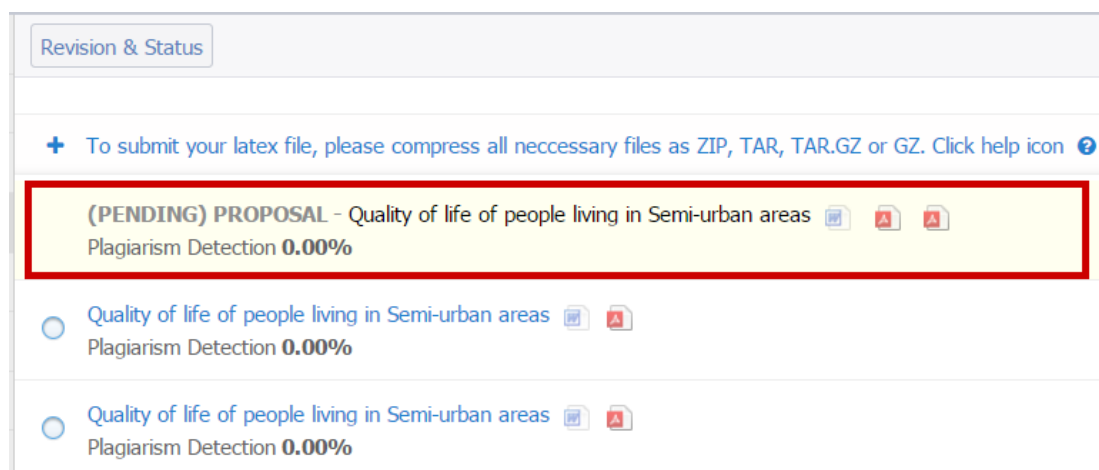 Revision & Status
To submit your latex file, please compress all neccessary files as ZIP, TAR, TAR.GZ or GZ. Click help icon
(PENDING) PROPOSAL - Quality of life of people living in Semi-urban areas
Plagiarism Detection 0.00%
Quality of life of people living in Semi-urban areas
Plagiarism Detection 0.00%
Quality of life of people living in Semi-urban areas
Plagiarism Detection 0.00%